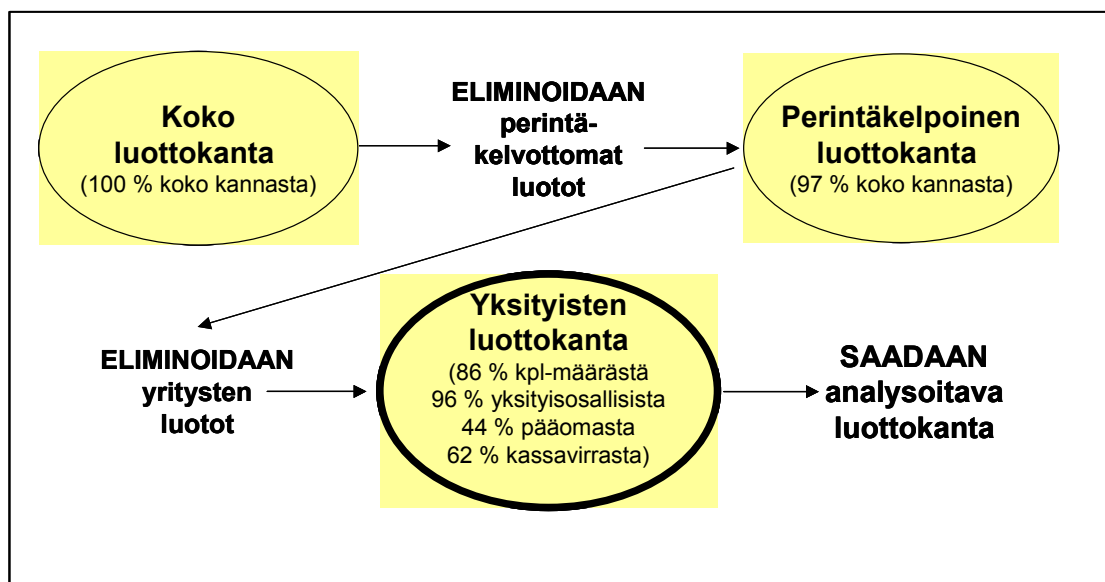 Koko
luottokanta
(100 % koko kannasta)
ELIMINOIDAAN
perintä-
kelvottomat
luotot
Perintäkelpoinen
luottokanta
(97 % koko kannasta)
ELIMINOIDAAN
yritysten
luotot
Yksityisten
luottokanta
(86 % kpl-määrästä
96 % yksityisosallisista
44 % pääomasta
62 % kassavirrasta)
SAADAAN
analysoitava
luottokanta